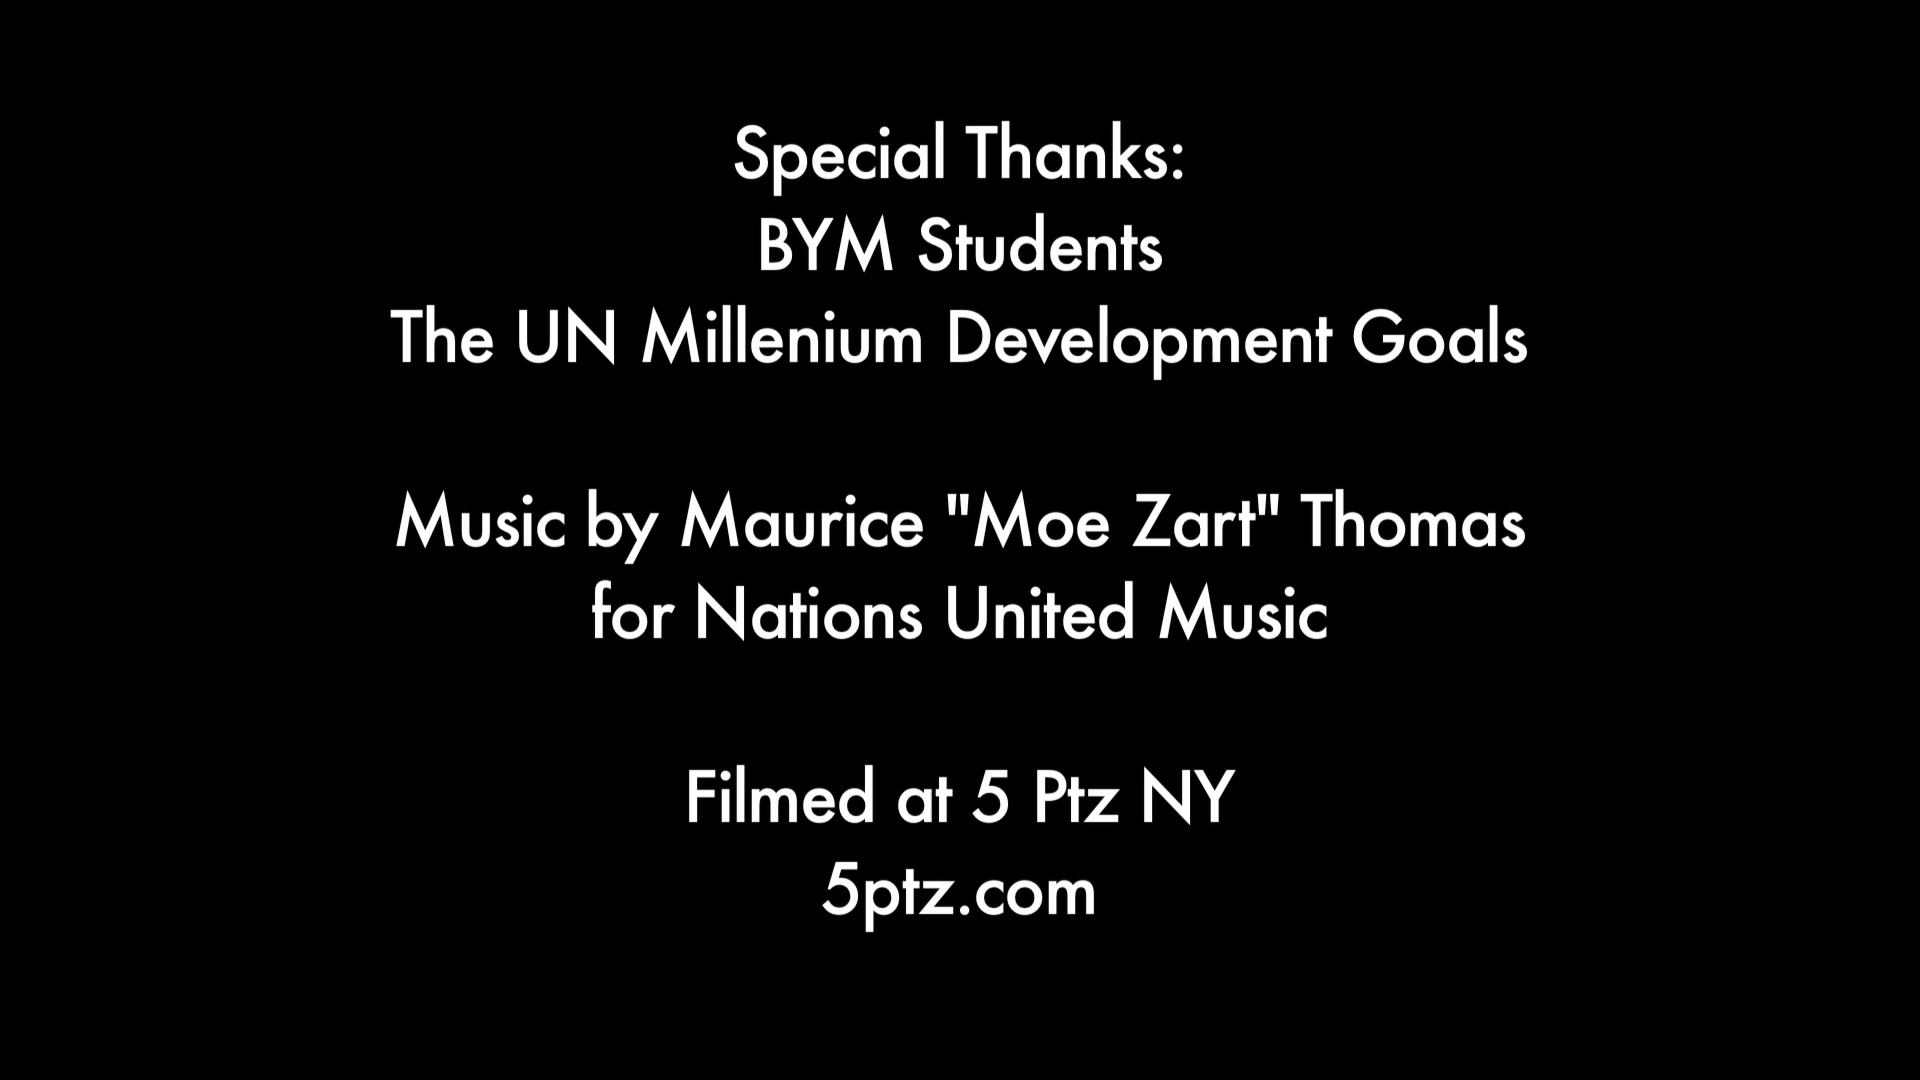 Special Thanks:
BYM Students
The UN Millenium Development Goals
Music by Maurice "Moe Zart" Thomas
for Nations United Music
Filmed at 5 Ptz NY
5ptz.com